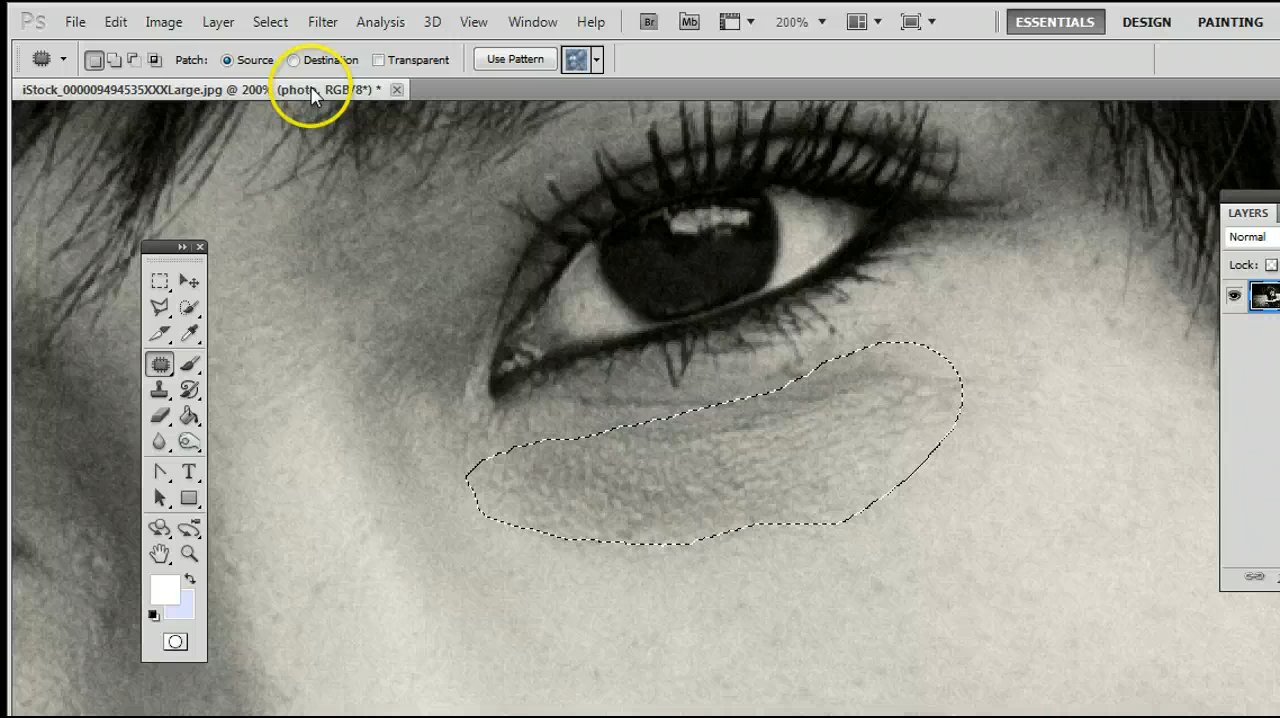 Ps File Edit Image Layer Select Filter Analysis 3D View Window Help Br Mb 200% ESSENTIALS DESIGN PAINTING
Patch: Source Destination Transparent Use Pattern
iStock_000009494535XXXLarge.jpg @ 200% (photo, RGB/8*) *
LAYERS
Normal
Lock:
T